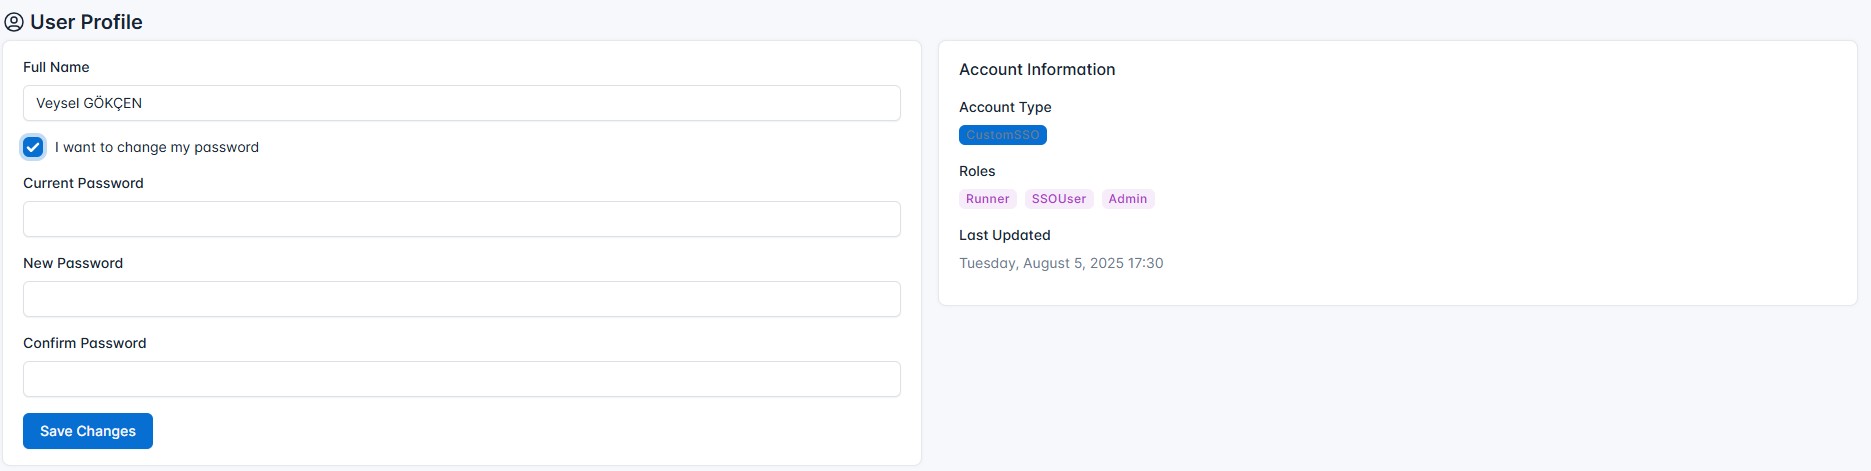 User Profile
Full Name
Veysel GÖKÇEN
I want to change my password
Current Password
New Password
Confirm Password
Save Changes
Account Information
Account Type
CustomSSO
Roles
Runner SSOUser Admin
Last Updated
Tuesday, August 5, 2025 17:30